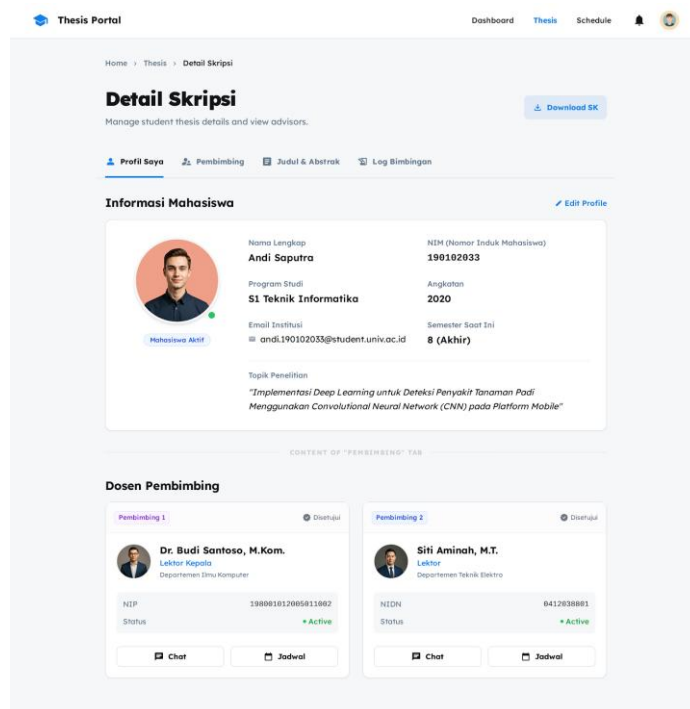 Thesis Portal
Dashboard
Thesis
Schedule
Home › Thesis › Detail Skripsi
Detail Skripsi
Manage student thesis details and view advisors.
Download SK
Profil Saya
Pembimbing
Judul & Abstrak
Log Bimbingan
Informasi Mahasiswa
Edit Profile
Mahasiswa Aktif
Nama Lengkap
Andi Saputra
NIM (Nomor Induk Mahasiswa)
190102033
Program Studi
S1 Teknik Informatika
Angkatan
2020
Email Institusi
andi.190102033@student.univ.ac.id
Semester Saat Ini
8 (Akhir)
Topik Penelitian
"Implementasi Deep Learning untuk Deteksi Penyakit Tanaman Padi
Menggunakan Convolutional Neural Network (CNN) pada Platform Mobile"
CONTENT OF "PEMBIMBING" TAB
Dosen Pembimbing
Pembimbing 1
Disetujui
Dr. Budi Santoso, M.Kom.
Lektor Kepala
Departemen Ilmu Komputer
NIP
198001012005011002
Status
Active
Chat
Jadwal
Pembimbing 2
Disetujui
Siti Aminah, M.T.
Lektor
Departemen Teknik Elektro
NIDN
0412038801
Status
Active
Chat
Jadwal